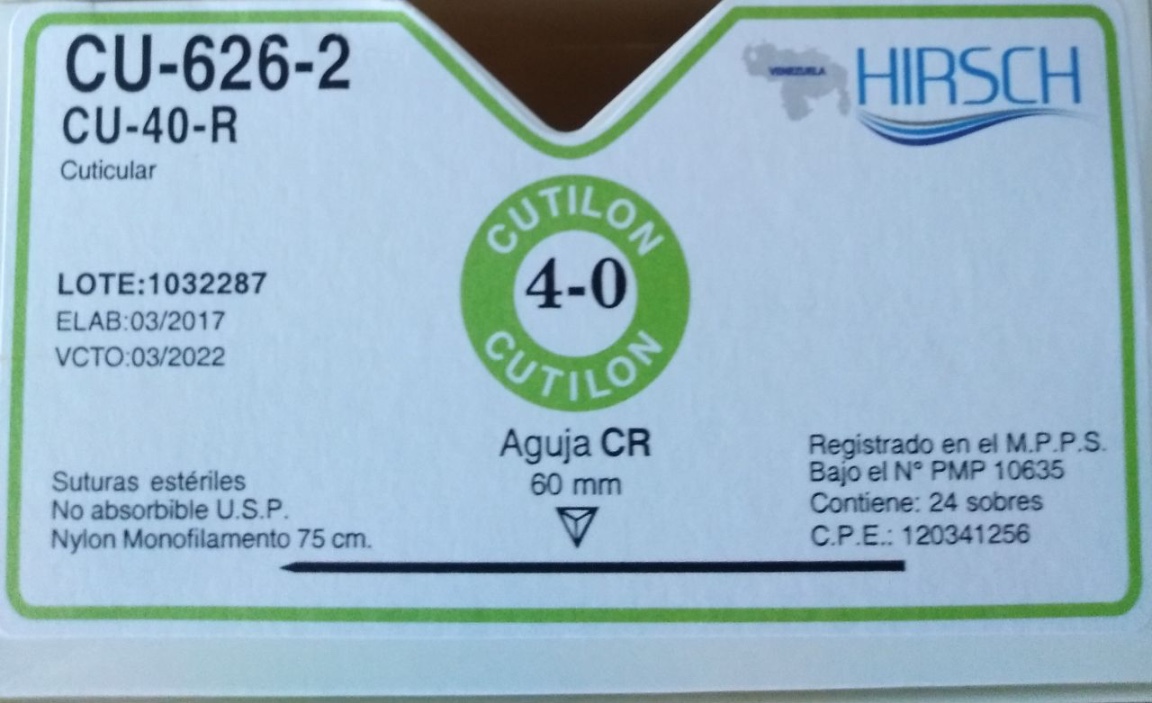 CU-626-2
CU-40-R
Cuticular
VENEZUELA
HIRSCH
LOTE:1032287
ELAB:03/2017
VCTO:03/2022
CUTILON
4-0
CUTILON
Aguja CR
60 mm
Suturas estériles
No absorbible U.S.P.
Nylon Monofilamento 75 cm.
Registrado en el M.P.P.S.
Bajo el N° PMP 10635
Contiene: 24 sobres
C.P.E.: 120341256